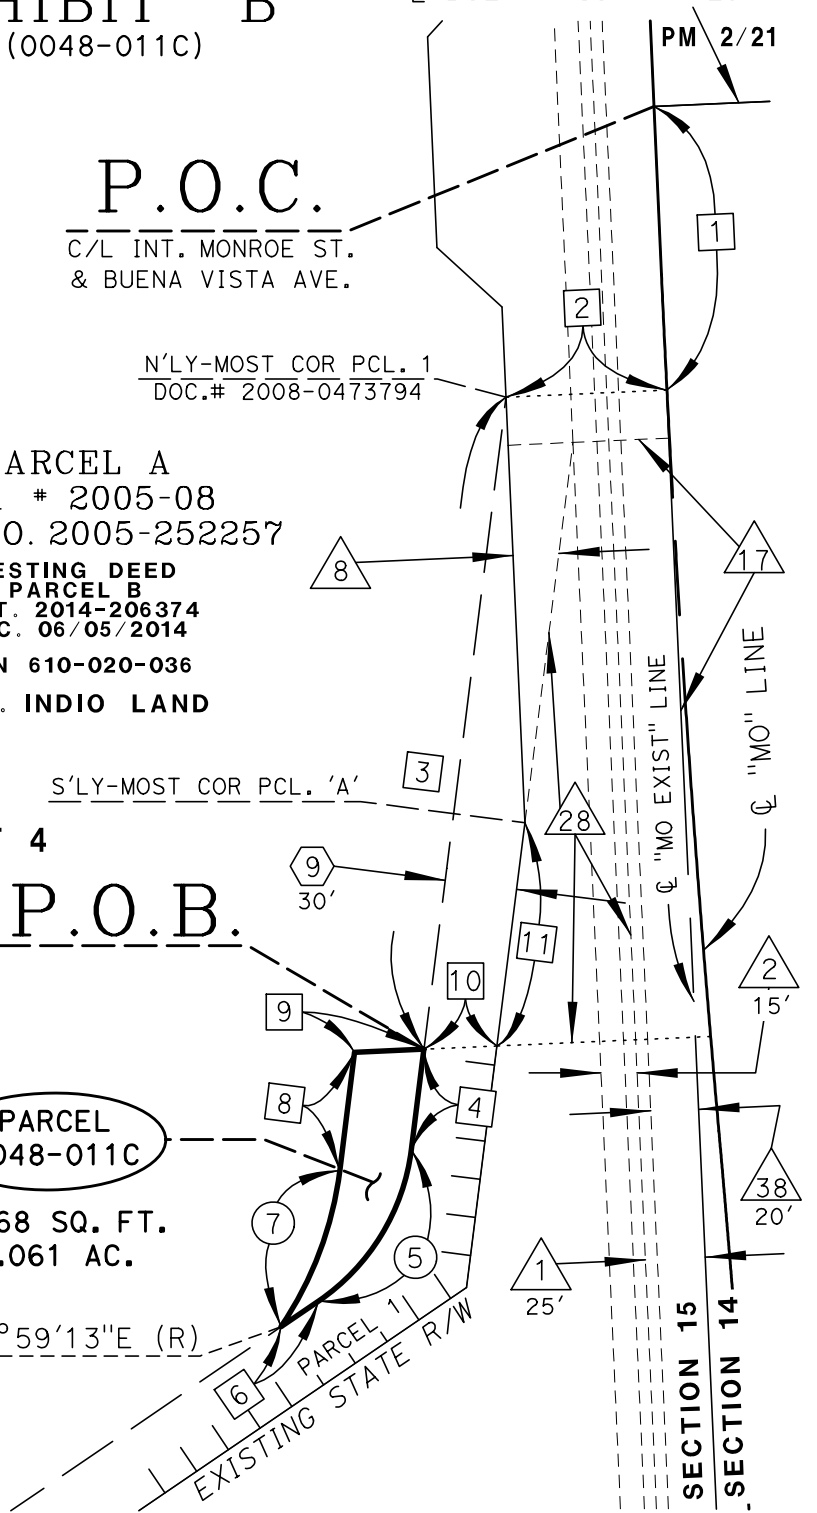 HIBIT B
(0048-011C)
PM 2/21
P.O.C.
C/L INT. MONROE ST.
& BUENA VISTA AVE.
1
2
N'LY-MOST COR PCL. 1
DOC.# 2008-0473794
ARCEL A
# 2005-08
O. 2005-252257
ESTING DEED
PARCEL B
T. 2014-206374
C. 06/05/2014
N 610-020-036
. INDIO LAND
8
17
℄ "MO EXIST" LINE
℄ "MO" LINE
3
S'LY-MOST COR PCL. 'A'
28
4
9
30'
P.O.B.
11
10
2
15'
9
8
4
PARCEL
048-011C
38
20'
68 SQ. FT.
.061 AC.
7
5
1
25'
°59'13"E (R)
6
PARCEL 1
EXISTING STATE R/W
SECTION 15
SECTION 14